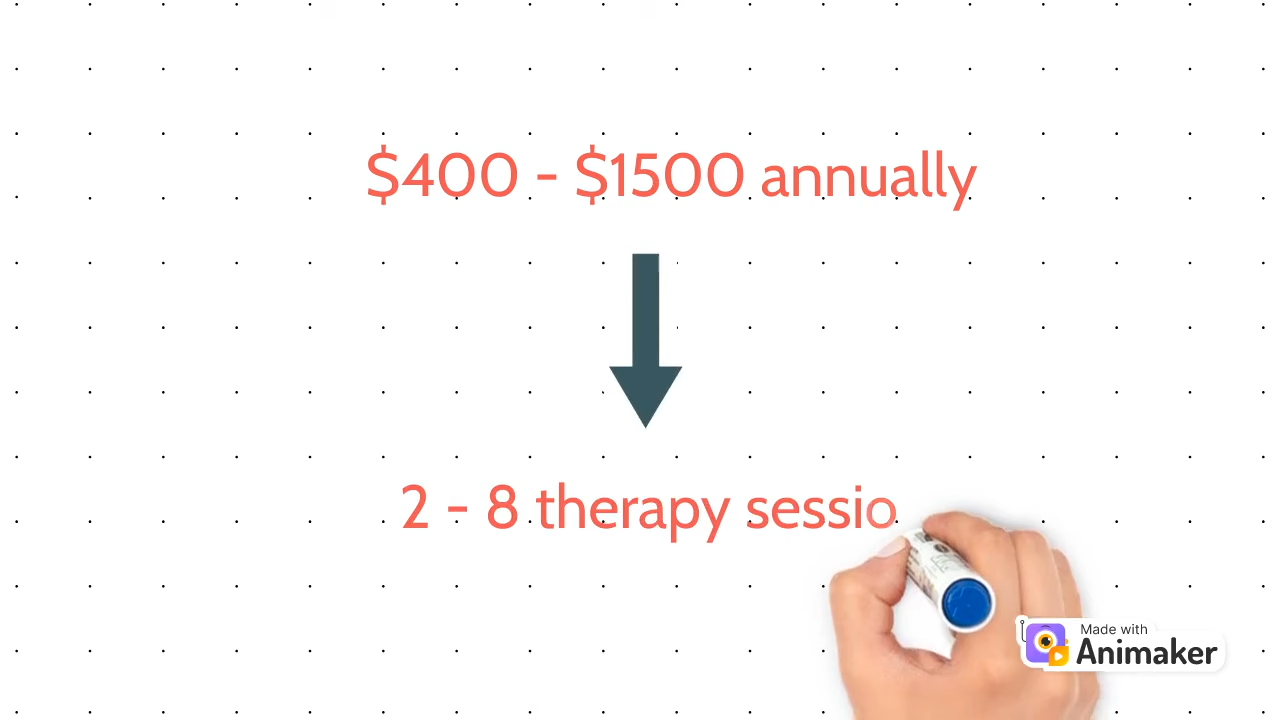 $400 - $1500 annually
2 - 8 therapy sessio
Made with
Animaker